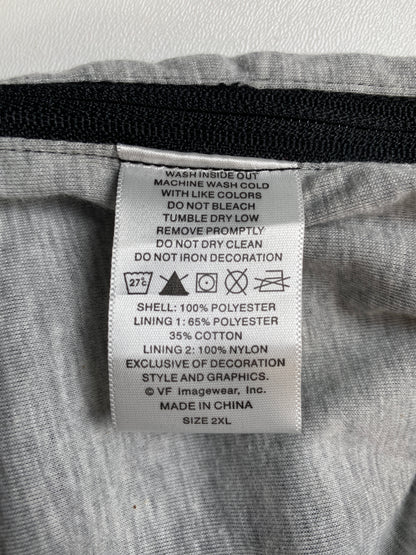 WASH INSIDE OUT
MACHINE WASH COLD
WITH LIKE COLORS
DO NOT BLEACH
TUMBLE DRY LOW
REMOVE PROMPTLY
DO NOT DRY CLEAN
DO NOT IRON DECORATION
27°C
SHELL: 100% POLYESTER
LINING 1: 65% POLYESTER
35% COTTON
LINING 2: 100% NYLON
EXCLUSIVE OF DECORATION
STYLE AND GRAPHICS.
© VF imagewear, Inc.
MADE IN CHINA
SIZE 2XL